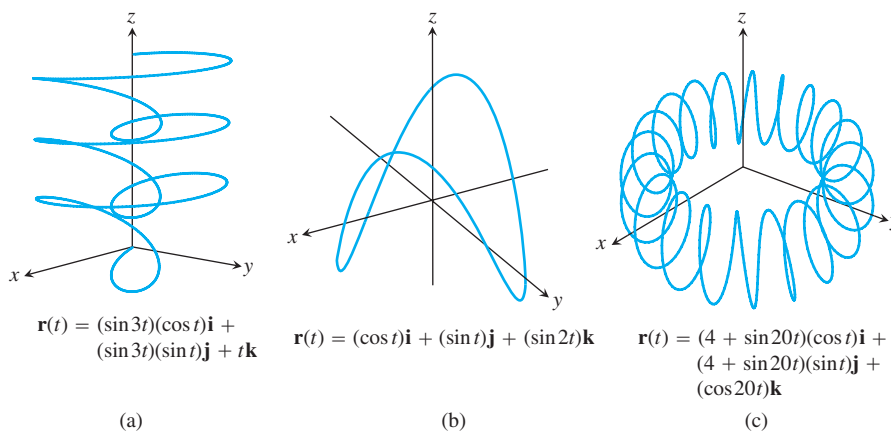 z
x
y
r(t) = (sin 3t)(cos t)i +
(sin 3t)(sin t)j + tk
(a)
z
x
y
r(t) = (cos t)i + (sin t)j + (sin 2t)k
(b)
z
x
r(t) = (4 + sin 20t)(cos t)i +
(4 + sin 20t)(sin t)j +
(cos 20t)k
(c)